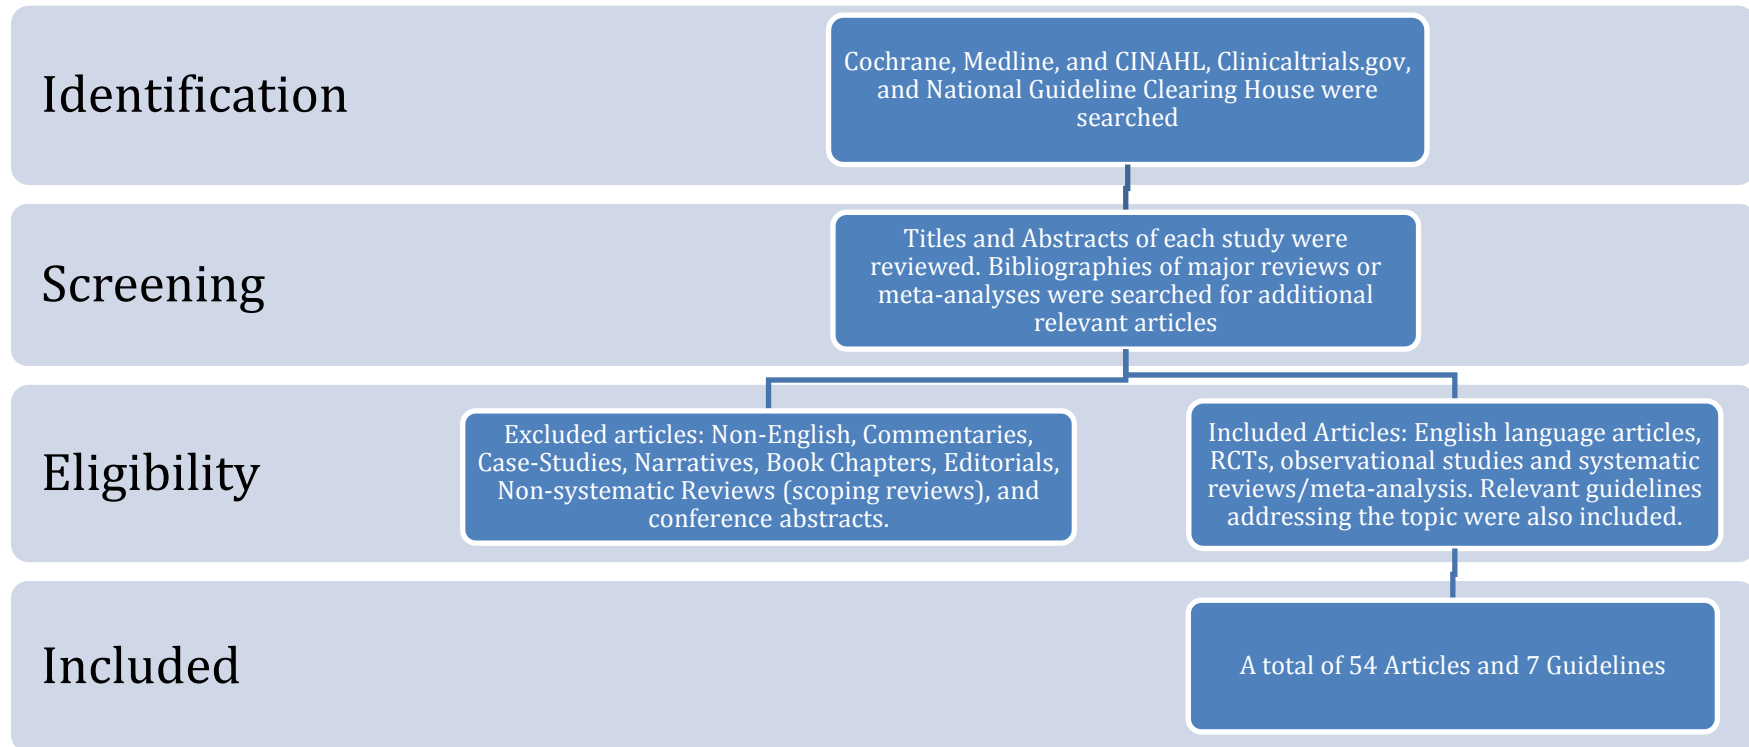 Identification
Cochrane, Medline, and CINAHL, Clinicaltrials.gov,
and National Guideline Clearing House were
searched
Screening
Titles and Abstracts of each study were
reviewed. Bibliographies of major reviews or
meta-analyses were searched for additional
relevant articles
Eligibility
Excluded articles: Non-English, Commentaries,
Case-Studies, Narratives, Book Chapters, Editorials,
Non-systematic Reviews (scoping reviews), and
conference abstracts.
Included Articles: English language articles,
RCTs, observational studies and systematic
reviews/meta-analysis. Relevant guidelines
addressing the topic were also included.
Included
A total of 54 Articles and 7 Guidelines